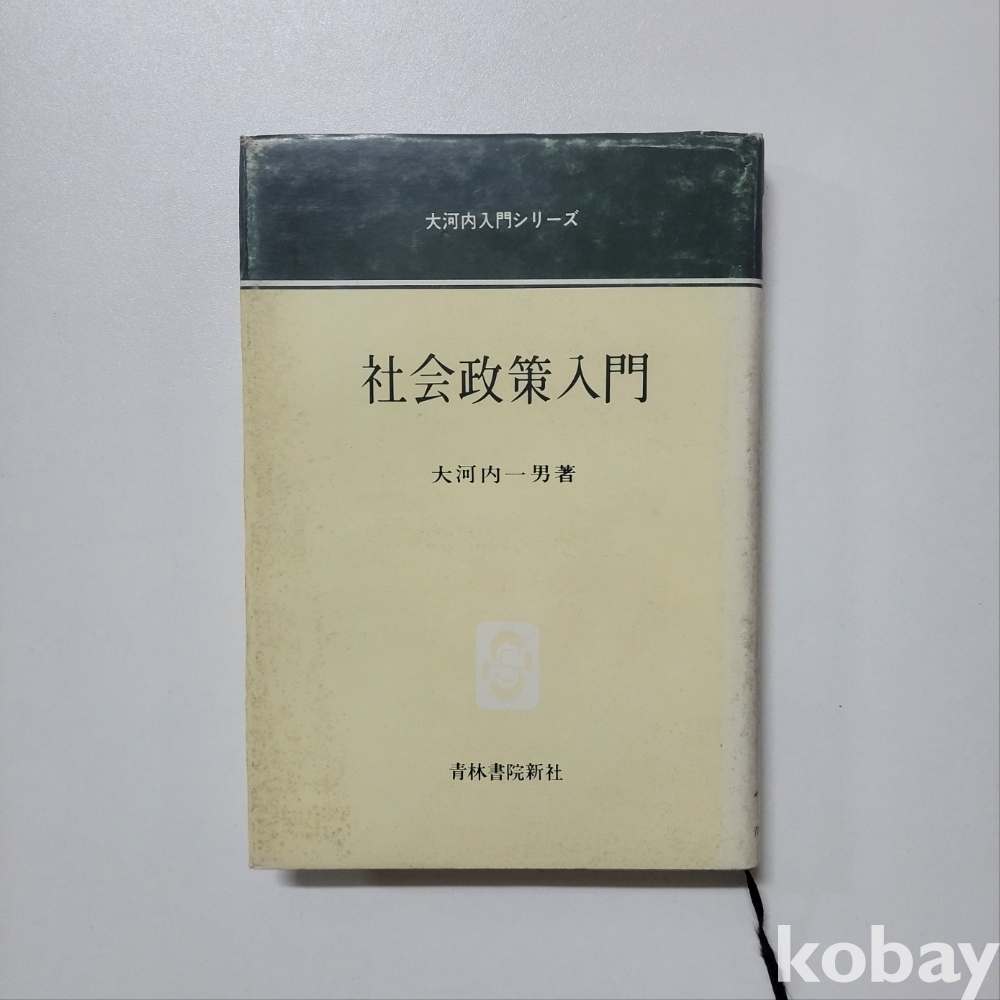 大河内入門シリーズ
社会政策入門
大河内一男著
青林書院新社
kobay